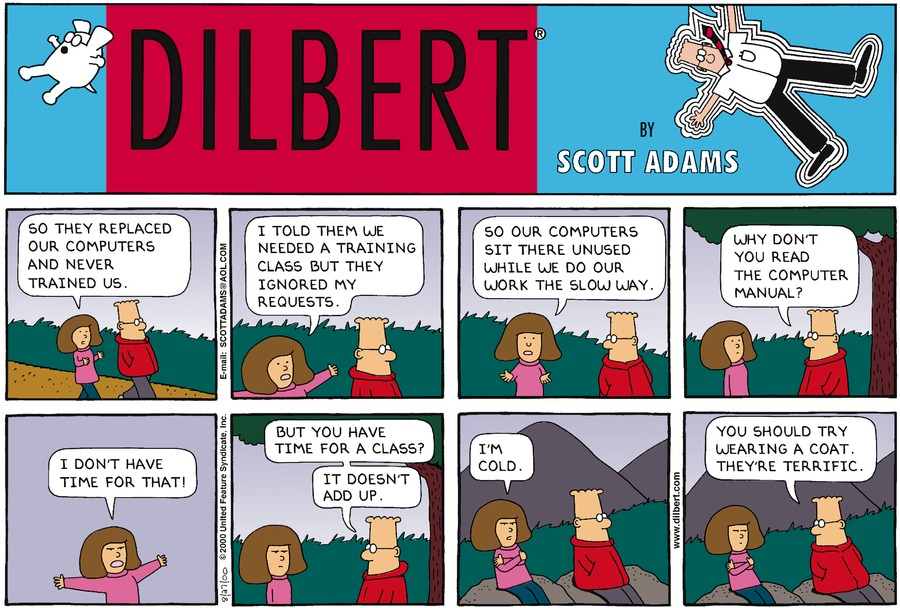 DILBERT®
BY
SCOTT ADAMS
SO THEY REPLACED
OUR COMPUTERS
AND NEVER
TRAINED US.
E-mail: SCOTTADAMS@AOL.COM
I TOLD THEM WE
NEEDED A TRAINING
CLASS BUT THEY
IGNORED MY
REQUESTS.
SO OUR COMPUTERS
SIT THERE UNUSED
WHILE WE DO OUR
WORK THE SLOW WAY.
WHY DON'T
YOU READ
THE COMPUTER
MANUAL?
I DON'T HAVE
TIME FOR THAT!
8/27/00 © 2000 United Feature Syndicate, Inc.
BUT YOU HAVE
TIME FOR A CLASS?
IT DOESN'T
ADD UP.
I'M
COLD.
www.dilbert.com
YOU SHOULD TRY
WEARING A COAT.
THEY'RE TERRIFIC.